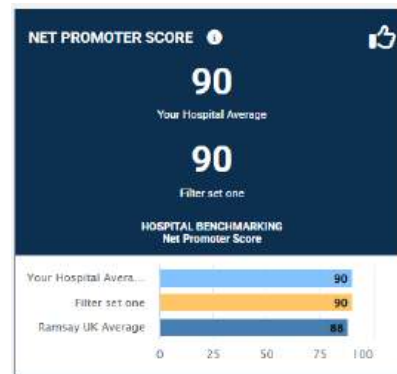 NET PROMOTER SCORE i
90
Your Hospital Average
90
Filter set one
HOSPITAL BENCHMARKING
Net Promoter Score
Your Hospital Avera... 90
Filter set one 90
Ramsay UK Average 88
0 25 50 75 100